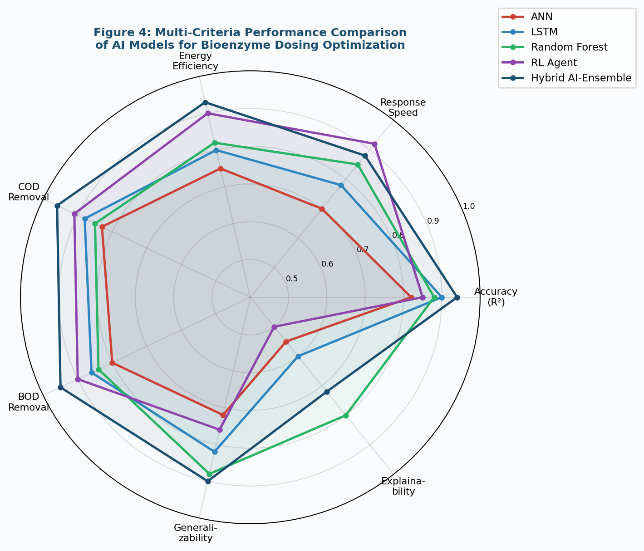 Figure 4: Multi-Criteria Performance Comparison
of AI Models for Bioenzyme Dosing Optimization
ANN
LSTM
Random Forest
RL Agent
Hybrid AI-Ensemble
Energy
Efficiency
Response
Speed
COD
Removal
1.0
0.9
0.8
0.7
0.6
0.5
Accuracy
(R²)
BOD
Removal
Explaina-
bility
Generali-
zability